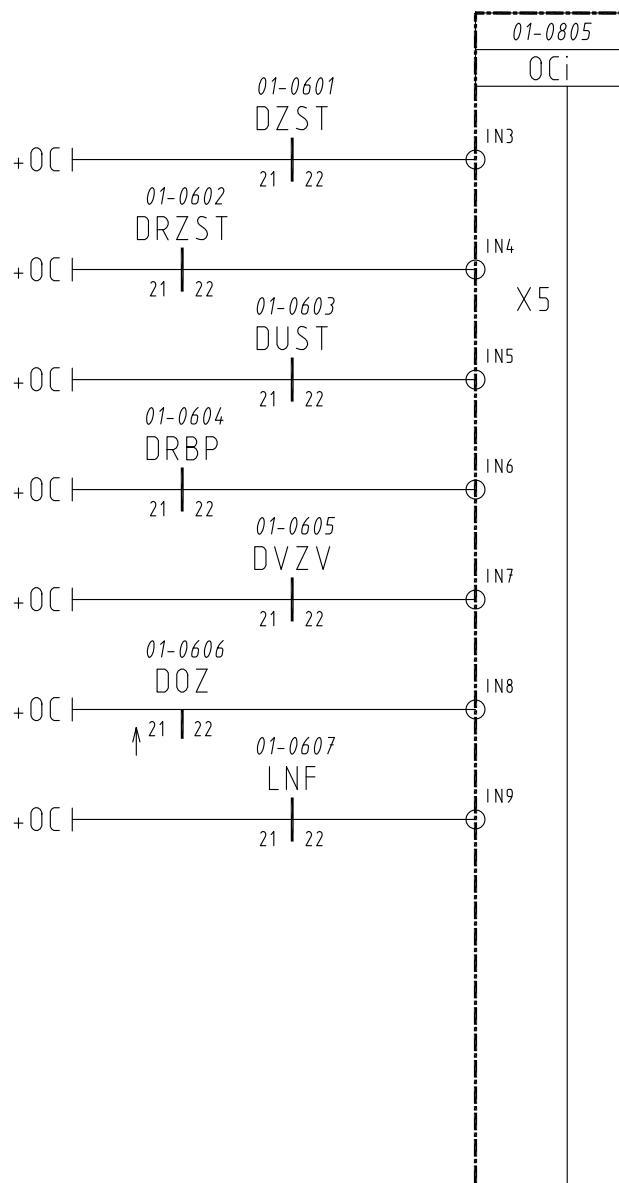 01-0805
OCi
01-0601
DZST
IN3
+OC
21 22
01-0602
DRZST
IN4
+OC
21 22
X5
01-0603
DUST
IN5
+OC
21 22
01-0604
DRBP
IN6
+OC
21 22
01-0605
DVZV
IN7
+OC
21 22
01-0606
DOZ
IN8
+OC
21 22
01-0607
LNF
IN9
+OC
21 22